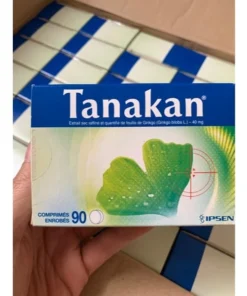 Tanakan®
Extrait sec raffiné et quantifié de feuille de Ginkgo (Ginkgo biloba L.) – 40 mg
COMPRIMÉS
ENROBÉS 90
IPSEN